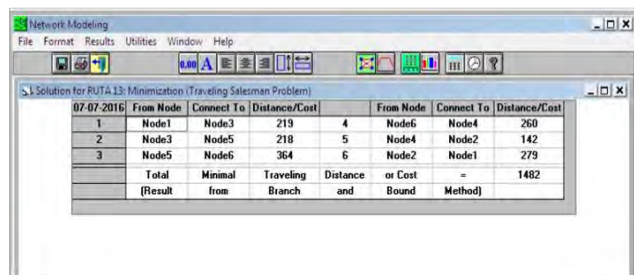 Network Modeling
File Format Results Utilities Window Help
0.00 A
Solution for RUTA 13: Minimization (Traveling Salesman Problem)
07-07-2016 From Node Connect To Distance/Cost From Node Connect To Distance/Cost
1 Node1 Node3 219 4 Node6 Node4 260
2 Node3 Node5 218 5 Node4 Node2 142
3 Node5 Node6 364 6 Node2 Node1 279
Total Minimal Traveling Distance or Cost = 1482
(Result from Branch and Bound Method)